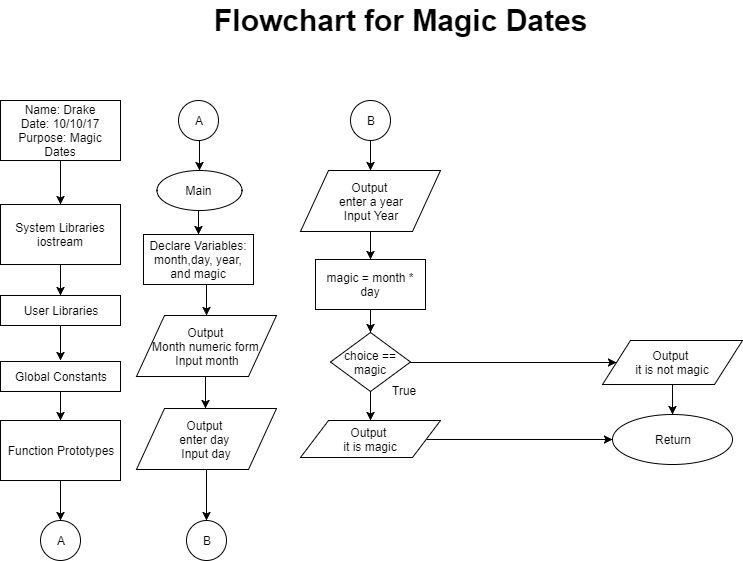 Flowchart for Magic Dates
Name: Drake
Date: 10/10/17
Purpose: Magic
Dates
System Libraries
iostream
User Libraries
Global Constants
Function Prototypes
A
A
Main
Declare Variables:
month,day, year,
and magic
Output
Month numeric form
Input month
Output
enter day
Input day
B
B
Output
enter a year
Input Year
magic = month *
day
choice ==
magic
True
Output
it is magic
Output
it is not magic
Return